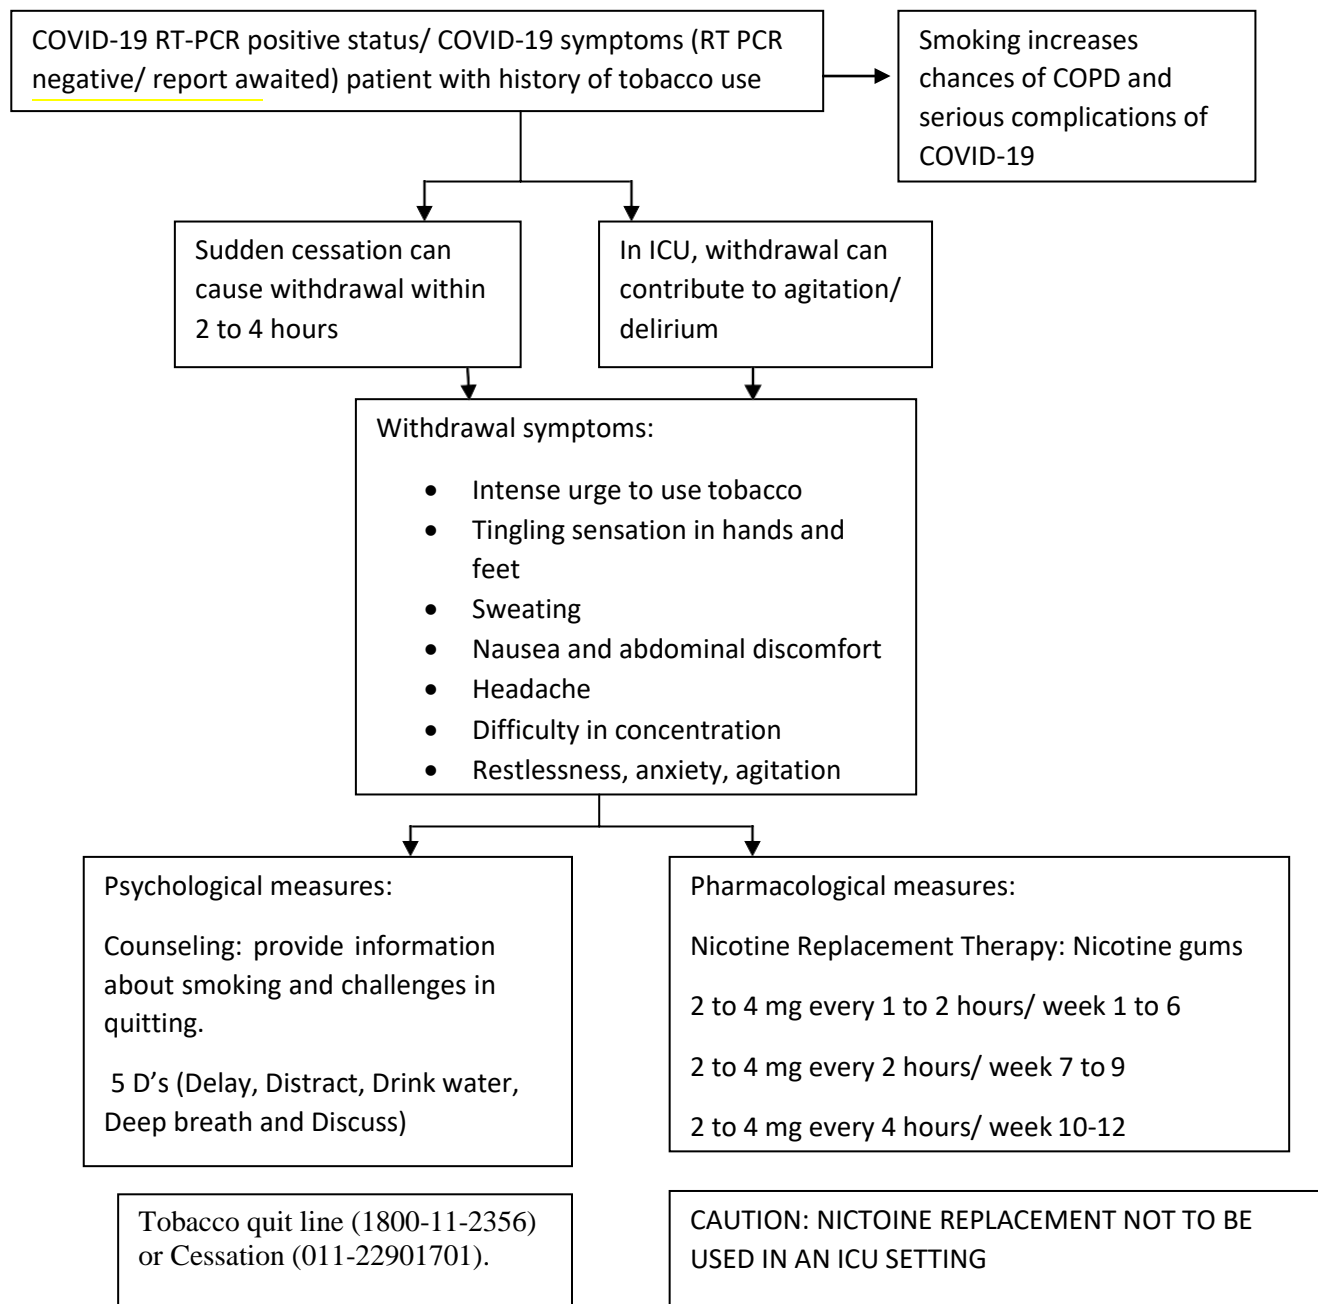 COVID-19 RT-PCR positive status/ COVID-19 symptoms (RT PCR
negative/ report awaited) patient with history of tobacco use
Smoking increases
chances of COPD and
serious complications of
COVID-19
Sudden cessation can
cause withdrawal within
2 to 4 hours
In ICU, withdrawal can
contribute to agitation/
delirium
Withdrawal symptoms:
• Intense urge to use tobacco
• Tingling sensation in hands and
feet
• Sweating
• Nausea and abdominal discomfort
• Headache
• Difficulty in concentration
• Restlessness, anxiety, agitation
Psychological measures:
Counseling: provide information
about smoking and challenges in
quitting.
5 D’s (Delay, Distract, Drink water,
Deep breath and Discuss)
Pharmacological measures:
Nicotine Replacement Therapy: Nicotine gums
2 to 4 mg every 1 to 2 hours/ week 1 to 6
2 to 4 mg every 2 hours/ week 7 to 9
2 to 4 mg every 4 hours/ week 10-12
Tobacco quit line (1800-11-2356)
or Cessation (011-22901701).
CAUTION: NICTOINE REPLACEMENT NOT TO BE
USED IN AN ICU SETTING